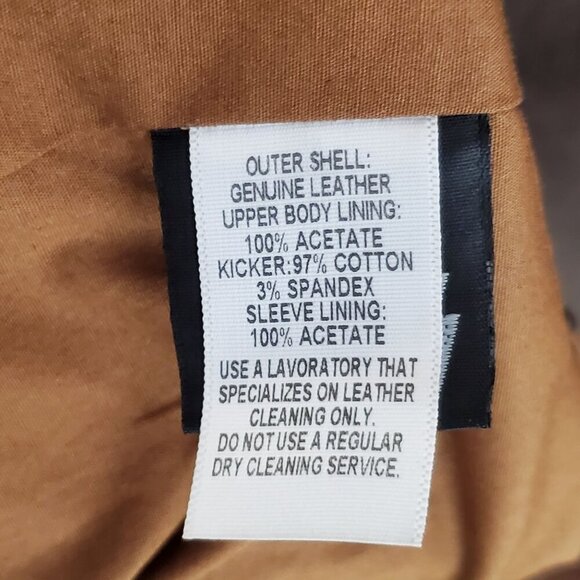 OUTER SHELL:
GENUINE LEATHER
UPPER BODY LINING:
100% ACETATE
KICKER:97% COTTON
3% SPANDEX
SLEEVE LINING:
100% ACETATE
USE A LAVORATORY THAT
SPECIALIZES ON LEATHER
CLEANING ONLY.
DO NOT USE A REGULAR
DRY CLEANING SERVICE.